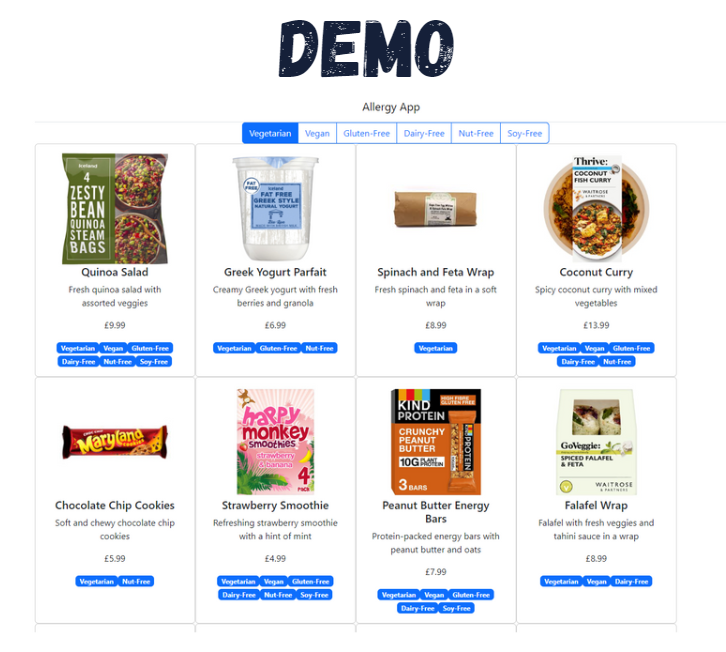 DEMO
Allergy App
Vegetarian Vegan Gluten-Free Dairy-Free Nut-Free Soy-Free
4
ZESTY
BEAN
QUINOA
STEAM
BAGS
Quinoa Salad
Fresh quinoa salad with
assorted veggies
£9.99
Vegetarian Vegan Gluten-Free
Dairy-Free Nut-Free Soy-Free
FAT
FREE
Iceland
FAT FREE
GREEK STYLE
NATURAL YOGURT
Greek Yogurt Parfait
Creamy Greek yogurt with fresh
berries and granola
£6.99
Vegetarian Gluten-Free Nut-Free
Spinach and Feta Wrap
Fresh spinach and feta in a soft
wrap
£8.99
Vegetarian
Thrive:
COCONUT
FISH CURRY
WAITROSE
& PARTNERS
Coconut Curry
Spicy coconut curry with mixed
vegetables
£13.99
Vegetarian Vegan Gluten-Free
Dairy-Free Nut-Free
Maryland
Chocolate Chip Cookies
Soft and chewy chocolate chip
cookies
£5.99
Vegetarian Nut-Free
happy
monkey
smoothies
strawberry
& banana
4
PACK
Strawberry Smoothie
Refreshing strawberry smoothie
with a hint of mint
£4.99
Vegetarian Vegan Gluten-Free
Dairy-Free Nut-Free Soy-Free
KIND
PROTEIN
HIGH FIBRE
GLUTEN FREE
CRUNCHY
PEANUT
BUTTER
10G PLANT
PROTEIN
3 BARS
KIND
PROTEIN
Peanut Butter Energy
Bars
Protein-packed energy bars with
peanut butter and oats
£7.99
Vegetarian Vegan Gluten-Free
Dairy-Free Soy-Free
GoVeggie:
SPICED FALAFEL
& FETA
WAITROSE
& PARTNERS
Falafel Wrap
Falafel with fresh veggies and
tahini sauce in a wrap
£8.99
Vegetarian Vegan Dairy-Free